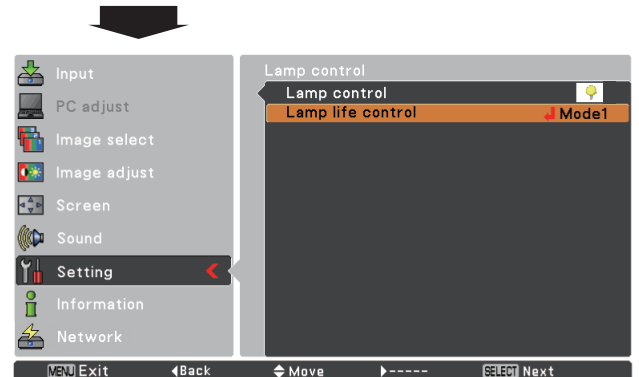 Input
PC adjust
Image select
Image adjust
Screen
Sound
Setting
Information
Network
Lamp control
Lamp control
Lamp life control Mode1
MENU Exit Back Move ----- SELECT Next